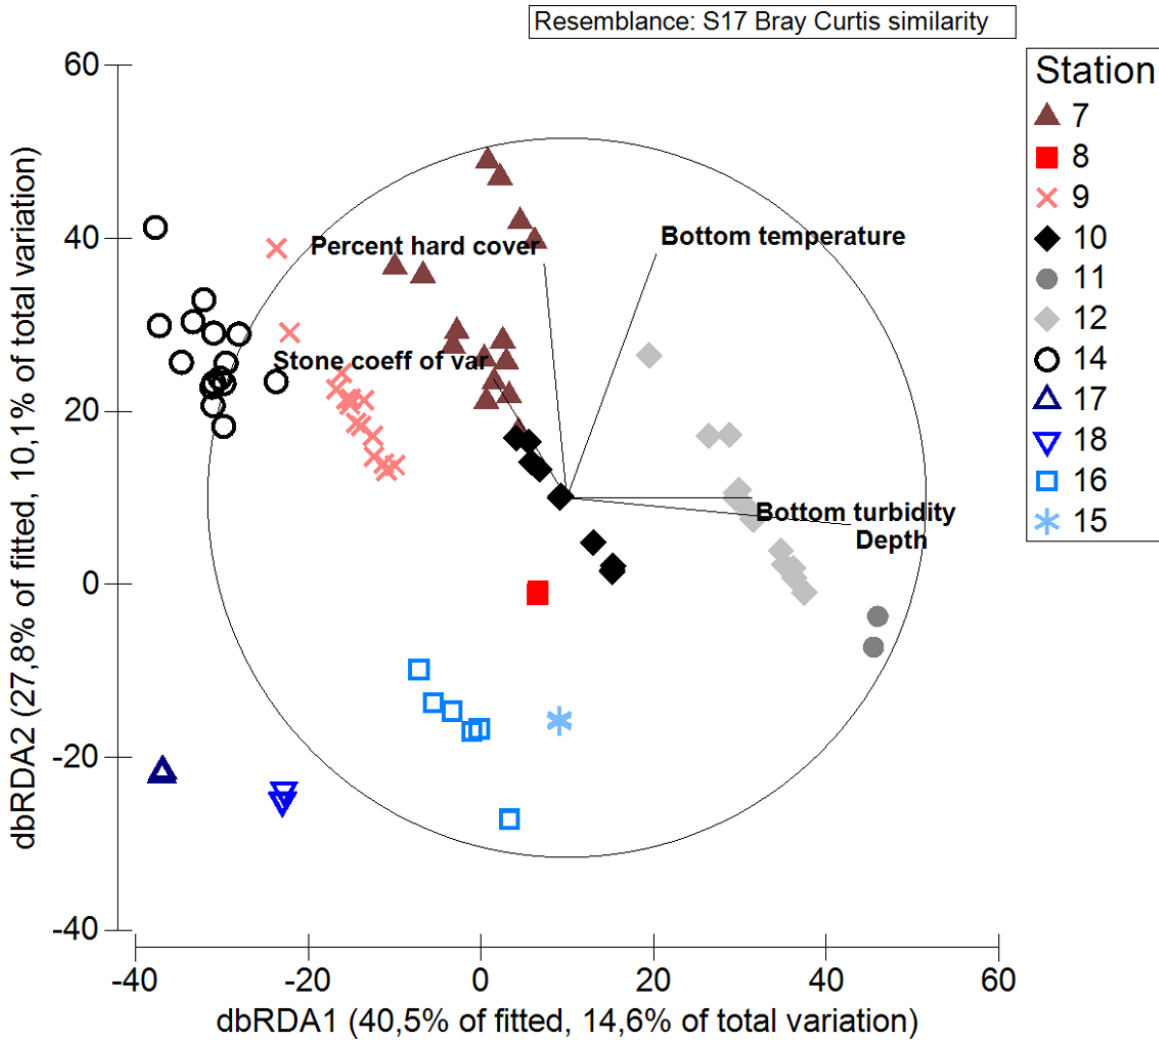 Resemblance: S17 Bray Curtis similarity
Station
7
8
9
10
11
12
14
17
18
16
15
60
40
20
0
-20
-40
dbRDA2 (27,8% of fitted, 10,1% of total variation)
Percent hard cover
Bottom temperature
Stone coeff of var
Bottom turbidity
Depth
-40
-20
0
20
40
60
dbRDA1 (40,5% of fitted, 14,6% of total variation)